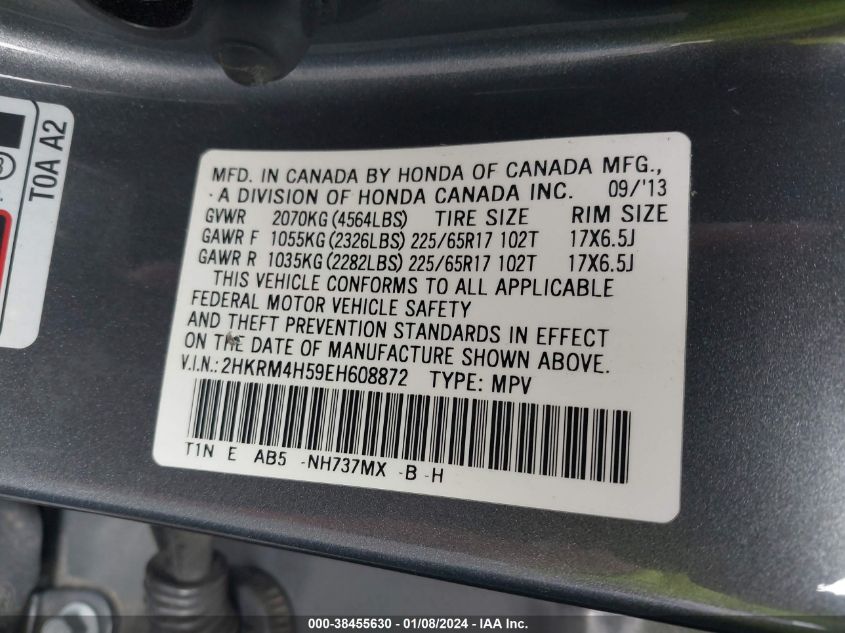 T0A A2
MFD. IN CANADA BY HONDA OF CANADA MFG.,
A DIVISION OF HONDA CANADA INC. 09/'13
GVWR 2070KG (4564LBS) TIRE SIZE RIM SIZE
GAWR F 1055KG (2326LBS) 225/65R17 102T 17X6.5J
GAWR R 1035KG (2282LBS) 225/65R17 102T 17X6.5J
THIS VEHICLE CONFORMS TO ALL APPLICABLE
FEDERAL MOTOR VEHICLE SAFETY
AND THEFT PREVENTION STANDARDS IN EFFECT
ON THE DATE OF MANUFACTURE SHOWN ABOVE.
V.I.N.: 2HKRM4H59EH608872 TYPE: MPV
T1N E AB5 -NH737MX -B -H
000-38455630 - 01/08/2024 - IAA Inc.